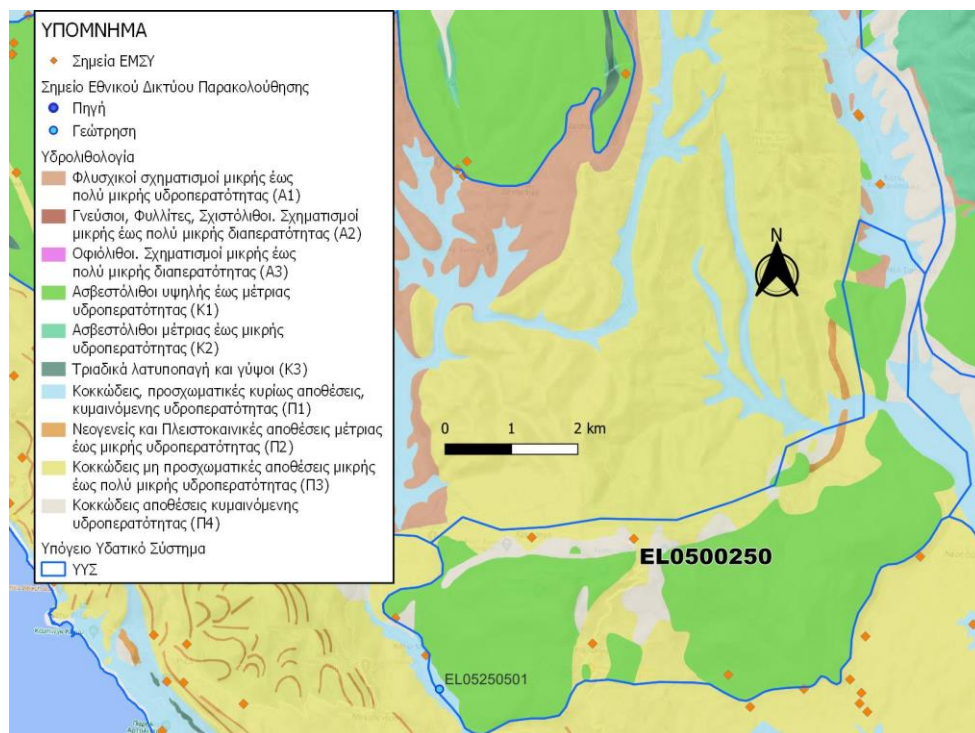 ΥΠΟΜΝΗΜΑ
Σημεία ΕΜΣΥ
Σημείο Εθνικού Δικτύου Παρακολούθησης
Πηγή
Γεώτρηση
Υδρολιθολογία
Φλυσχικοί σχηματισμοί μικρής έως
πολύ μικρής υδροπερατότητας (Α1)
Γνεύσιοι, Φυλλίτες, Σχιστόλιθοι. Σχηματισμοί
μικρής έως πολύ μικρής διαπερατότητας (Α2)
Οφιόλιθοι. Σχηματισμοί μικρής έως
πολύ μικρής διαπερατότητας (Α3)
Ασβεστόλιθοι υψηλής έως μέτριας
υδροπερατότητας (Κ1)
Ασβεστόλιθοι μέτριας έως μικρής
υδροπερατότητας (Κ2)
Τριαδικά λατυποπαγή και γύψοι (Κ3)
Κοκκώδεις, προσχωματικές κυρίως αποθέσεις,
κυμαινόμενης υδροπερατότητας (Π1)
Νεογενείς και Πλειστοκαινικές αποθέσεις μέτριας
έως μικρής υδροπερατότητας (Π2)
Κοκκώδεις μη προσχωματικές αποθέσεις μικρής
έως πολύ μικρής υδροπερατότητας (Π3)
Κοκκώδεις αποθέσεις κυμαινόμενης
υδροπερατότητας (Π4)
Υπόγειο Υδατικό Σύστημα
ΥΥΣ
N
0 1 2 km
EL0500250
EL05250501